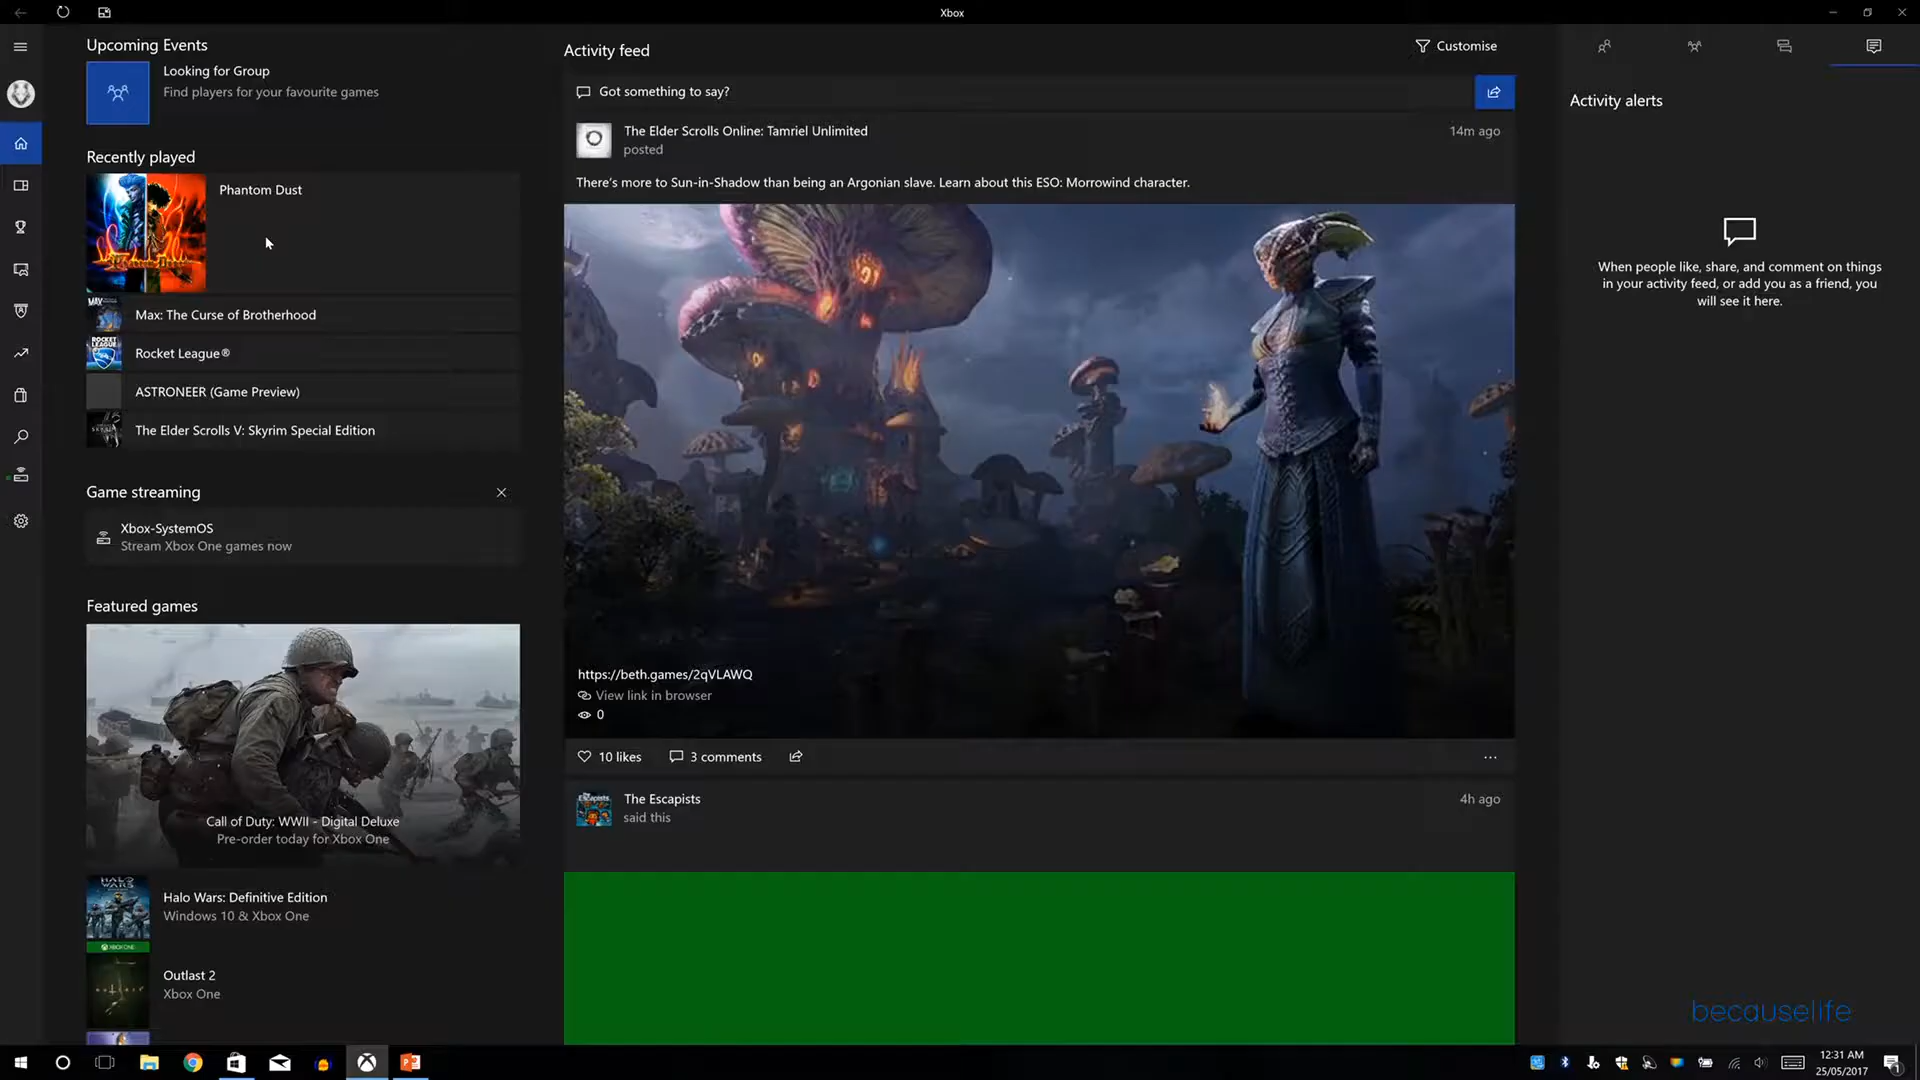 Xbox
Upcoming Events
Looking for Group
Find players for your favourite games
Recently played
Phantom Dust
Max: The Curse of Brotherhood
Rocket League®
ASTRONEER (Game Preview)
The Elder Scrolls V: Skyrim Special Edition
Game streaming
Xbox-SystemOS
Stream Xbox One games now
Featured games
Call of Duty: WWII - Digital Deluxe
Pre-order today for Xbox One
HALO WARS
Halo Wars: Definitive Edition
Windows 10 & Xbox One
XBOX ONE
Outlast 2
Xbox One
Activity feed
Customise
Got something to say?
The Elder Scrolls Online: Tamriel Unlimited
14m ago
posted
There's more to Sun-in-Shadow than being an Argonian slave. Learn about this ESO: Morrowind character.
https://beth.games/2qVLAWQ
View link in browser
0
10 likes
3 comments
...
The Escapists
4h ago
said this
Activity alerts
When people like, share, and comment on things
in your activity feed, or add you as a friend, you
will see it here.
becauselife
12:31 AM
25/05/2017
1